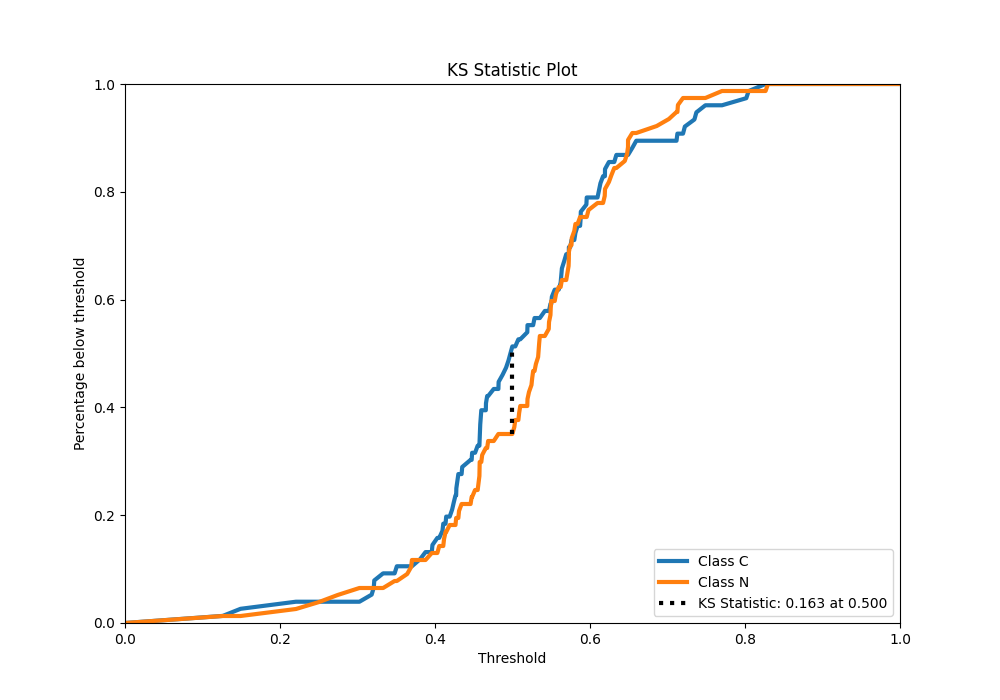 KS Statistic Plot
Percentage below threshold
1.0
0.8
0.6
0.4
0.2
0.0
0.0 0.2 0.4 0.6 0.8 1.0
Threshold
Class C
Class N
KS Statistic: 0.163 at 0.500